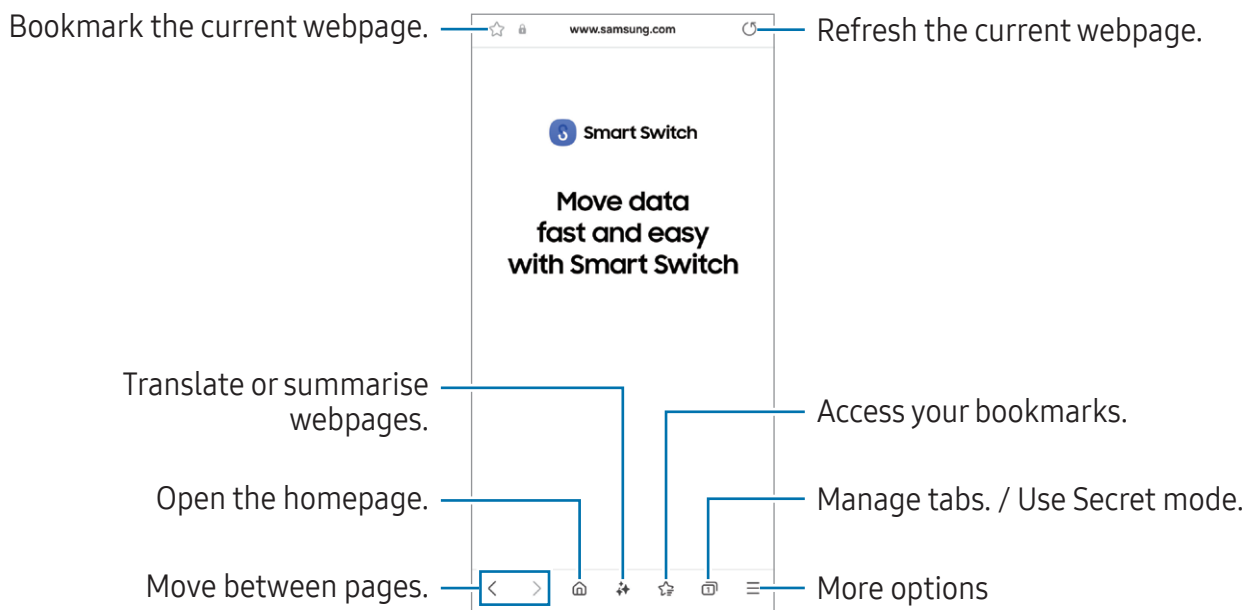 Bookmark the current webpage.
www.samsung.com
Refresh the current webpage.
Smart Switch
Move data
fast and easy
with Smart Switch
Translate or summarise
webpages.
Access your bookmarks.
Open the homepage.
Manage tabs. / Use Secret mode.
Move between pages.
1
More options